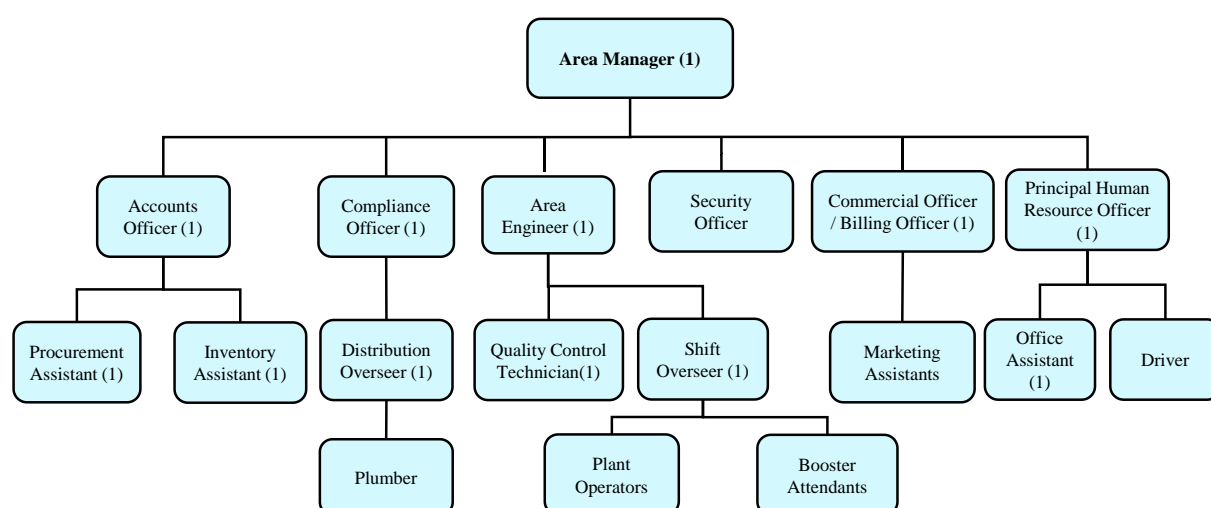 Area Manager (1)
Accounts
Officer (1)
Compliance
Officer (1)
Area
Engineer (1)
Security
Officer
Commercial Officer
/ Billing Officer (1)
Principal Human
Resource Officer
(1)
Procurement
Assistant (1)
Inventory
Assistant (1)
Distribution
Overseer (1)
Quality Control
Technician(1)
Shift
Overseer (1)
Marketing
Assistants
Office
Assistant
(1)
Driver
Plumber
Plant
Operators
Booster
Attendants